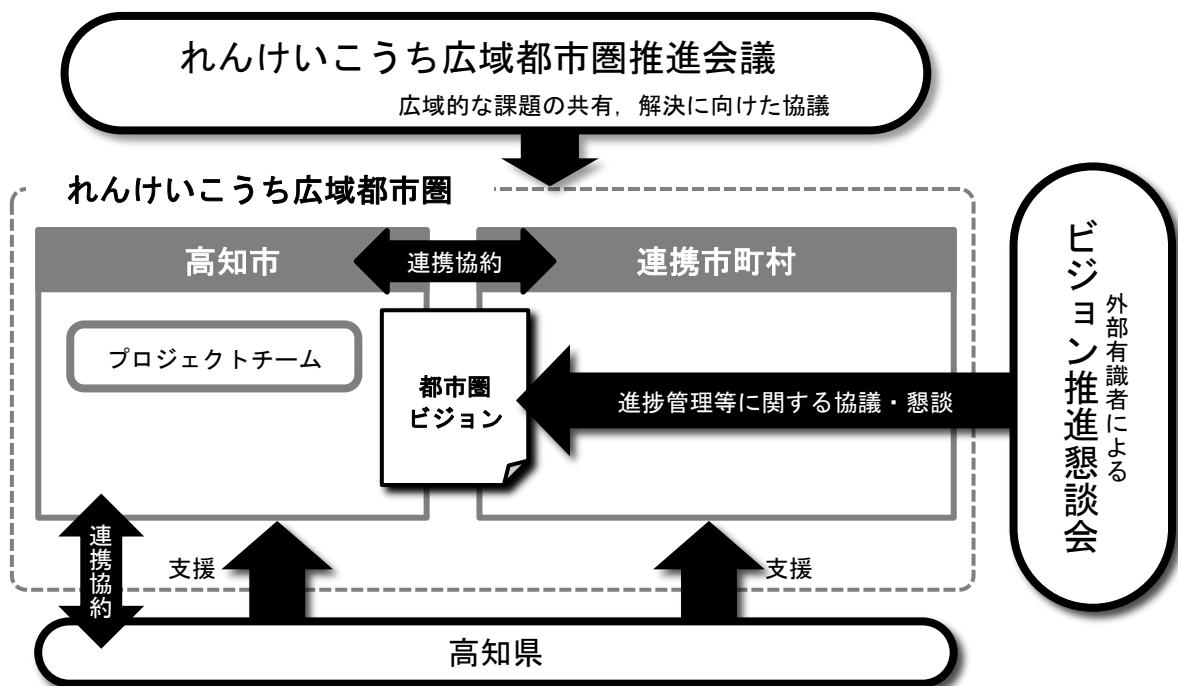 れんけいこうち広域都市圏推進会議
広域的な課題の共有，解決に向けた協議
れんけいこうち広域都市圏
高知市
連携協約
連携市町村
プロジェクトチーム
都市圏
ビジョン
進捗管理等に関する協議・懇談
外部有識者による
ビジョン推進懇談会
連携協約
支援
支援
高知県